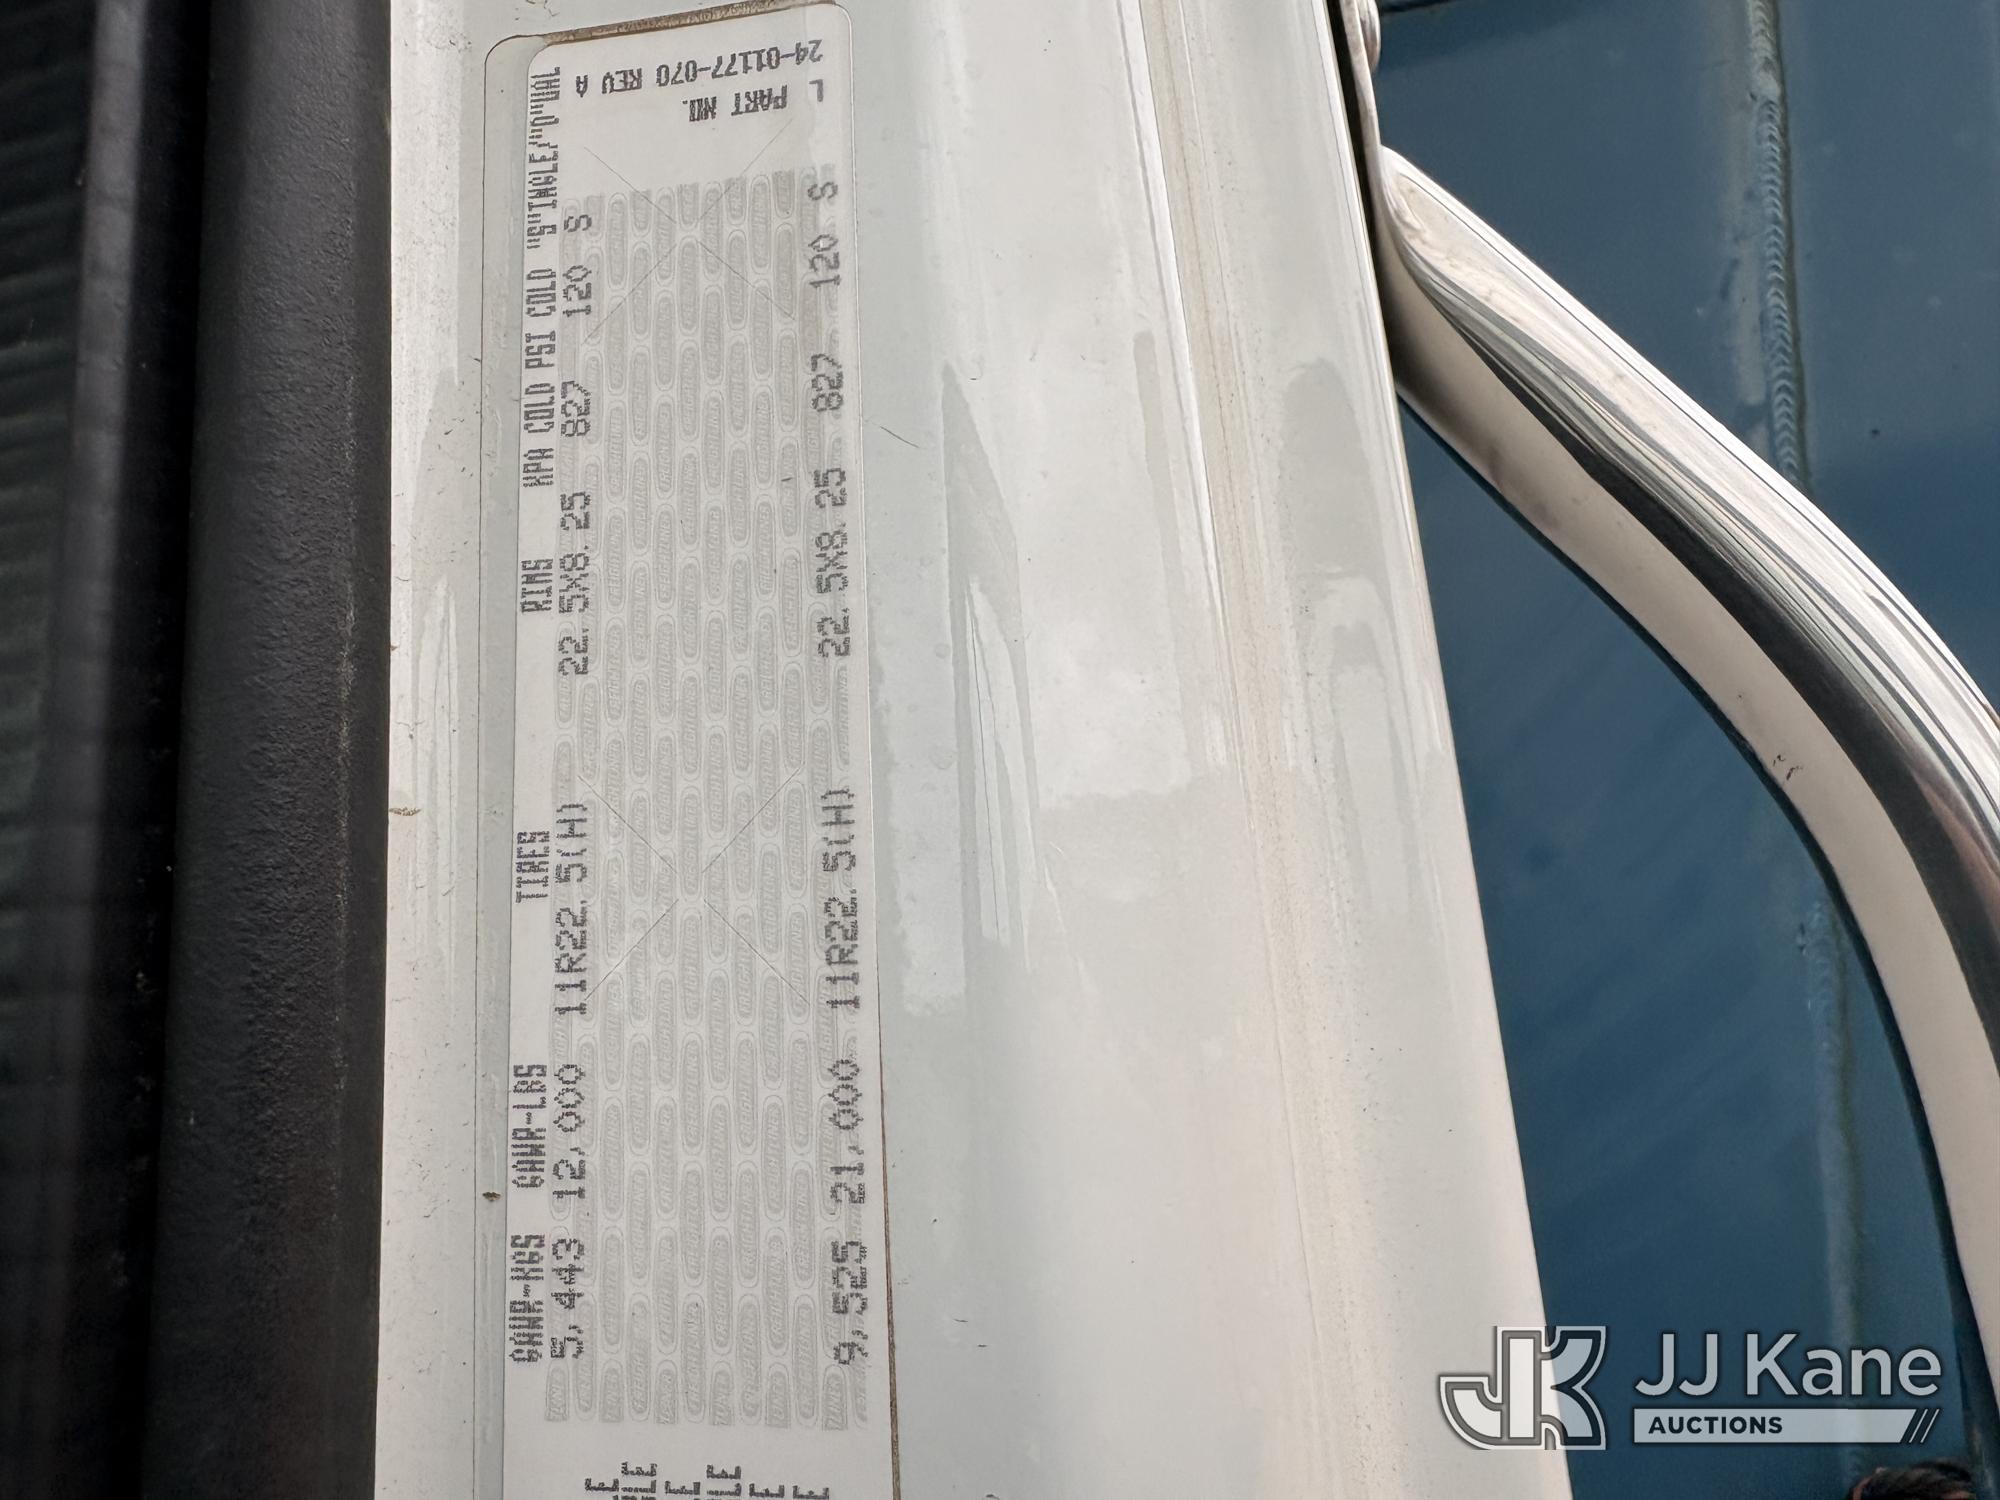 GAWR-KGS GAWR-LBS TIRES RIMS KPA COLD PSI COLD "S"INGLE/"D"UAL
5,443 12,000 11R22.5(H) 22.5X8.25 827 120 S
9,525 21,000 11R22.5(H) 22.5X8.25 827 120 S
L PART NO.
24-01177-070 REV A
JJ Kane
AUCTIONS